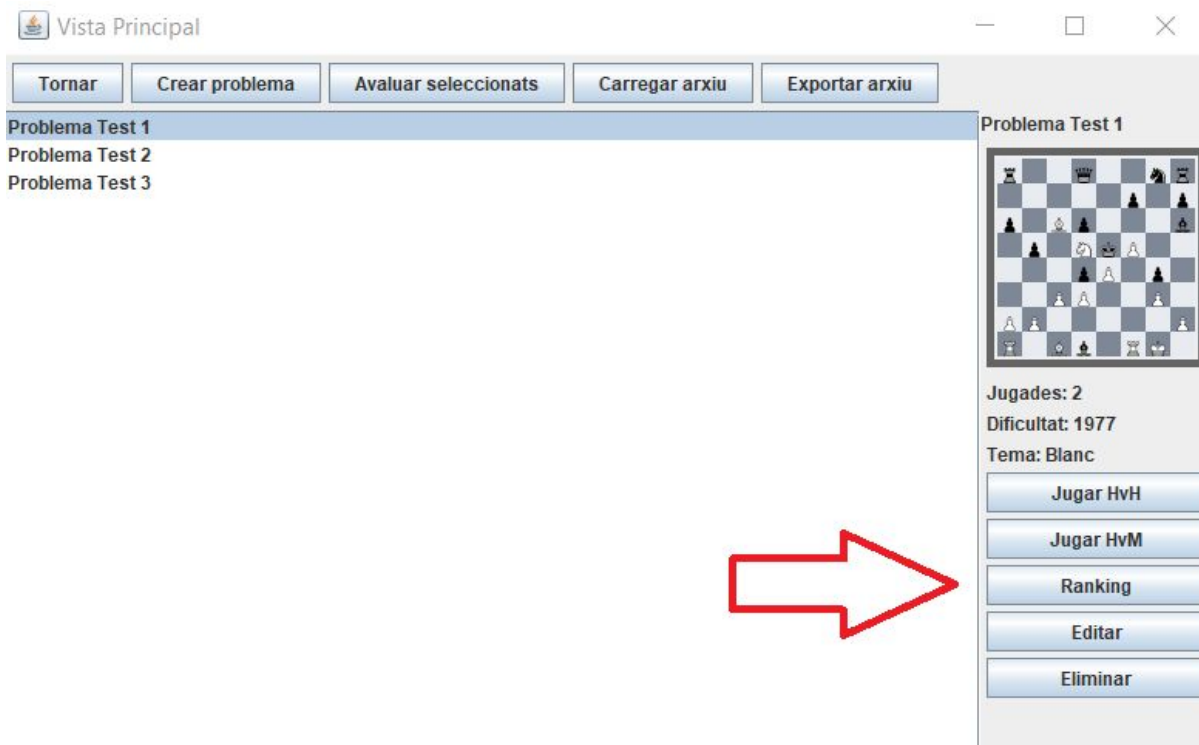 Vista Principal
Tornar Crear problema Avaluar seleccionats Carregar arxiu Exportar arxiu
Problema Test 1
Problema Test 2
Problema Test 3
Problema Test 1
Jugades: 2
Dificultat: 1977
Tema: Blanc
Jugar HvH
Jugar HvM
Ranking
Editar
Eliminar